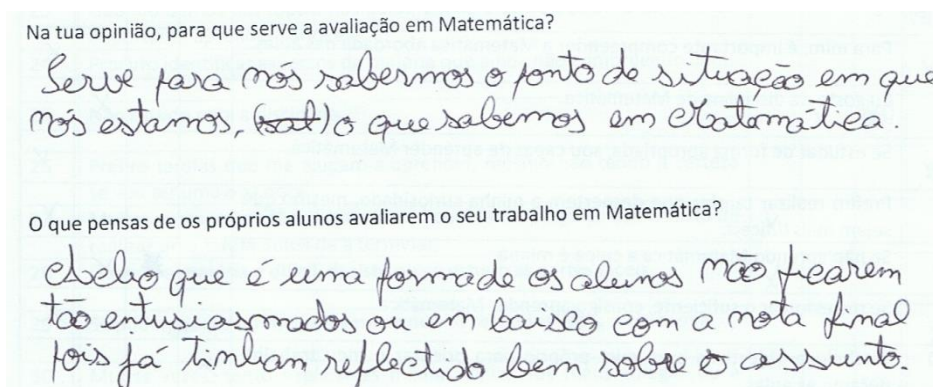 Na tua opinião, para que serve a avaliação em Matemática?
Serve para nós sabermos o ponto de situação em que
nós estamos, (sat) o que sabemos em Matemática.
O que pensas de os próprios alunos avaliarem o seu trabalho em Matemática?
Acho que é uma forma de os alunos não ficarem
tão entusiasmados ou em baixo com a nota final
pois já tinham reflectido bem sobre o assunto.